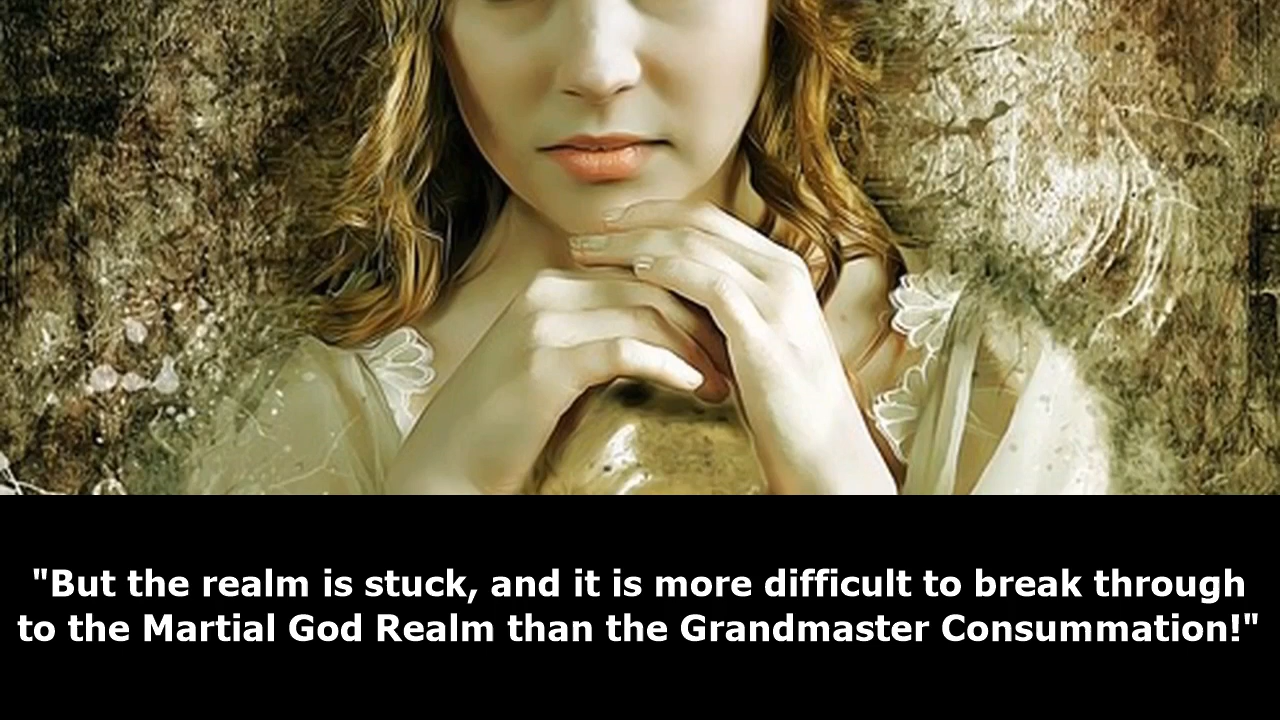 "But the realm is stuck, and it is more difficult to break through
to the Martial God Realm than the Grandmaster Consummation!"